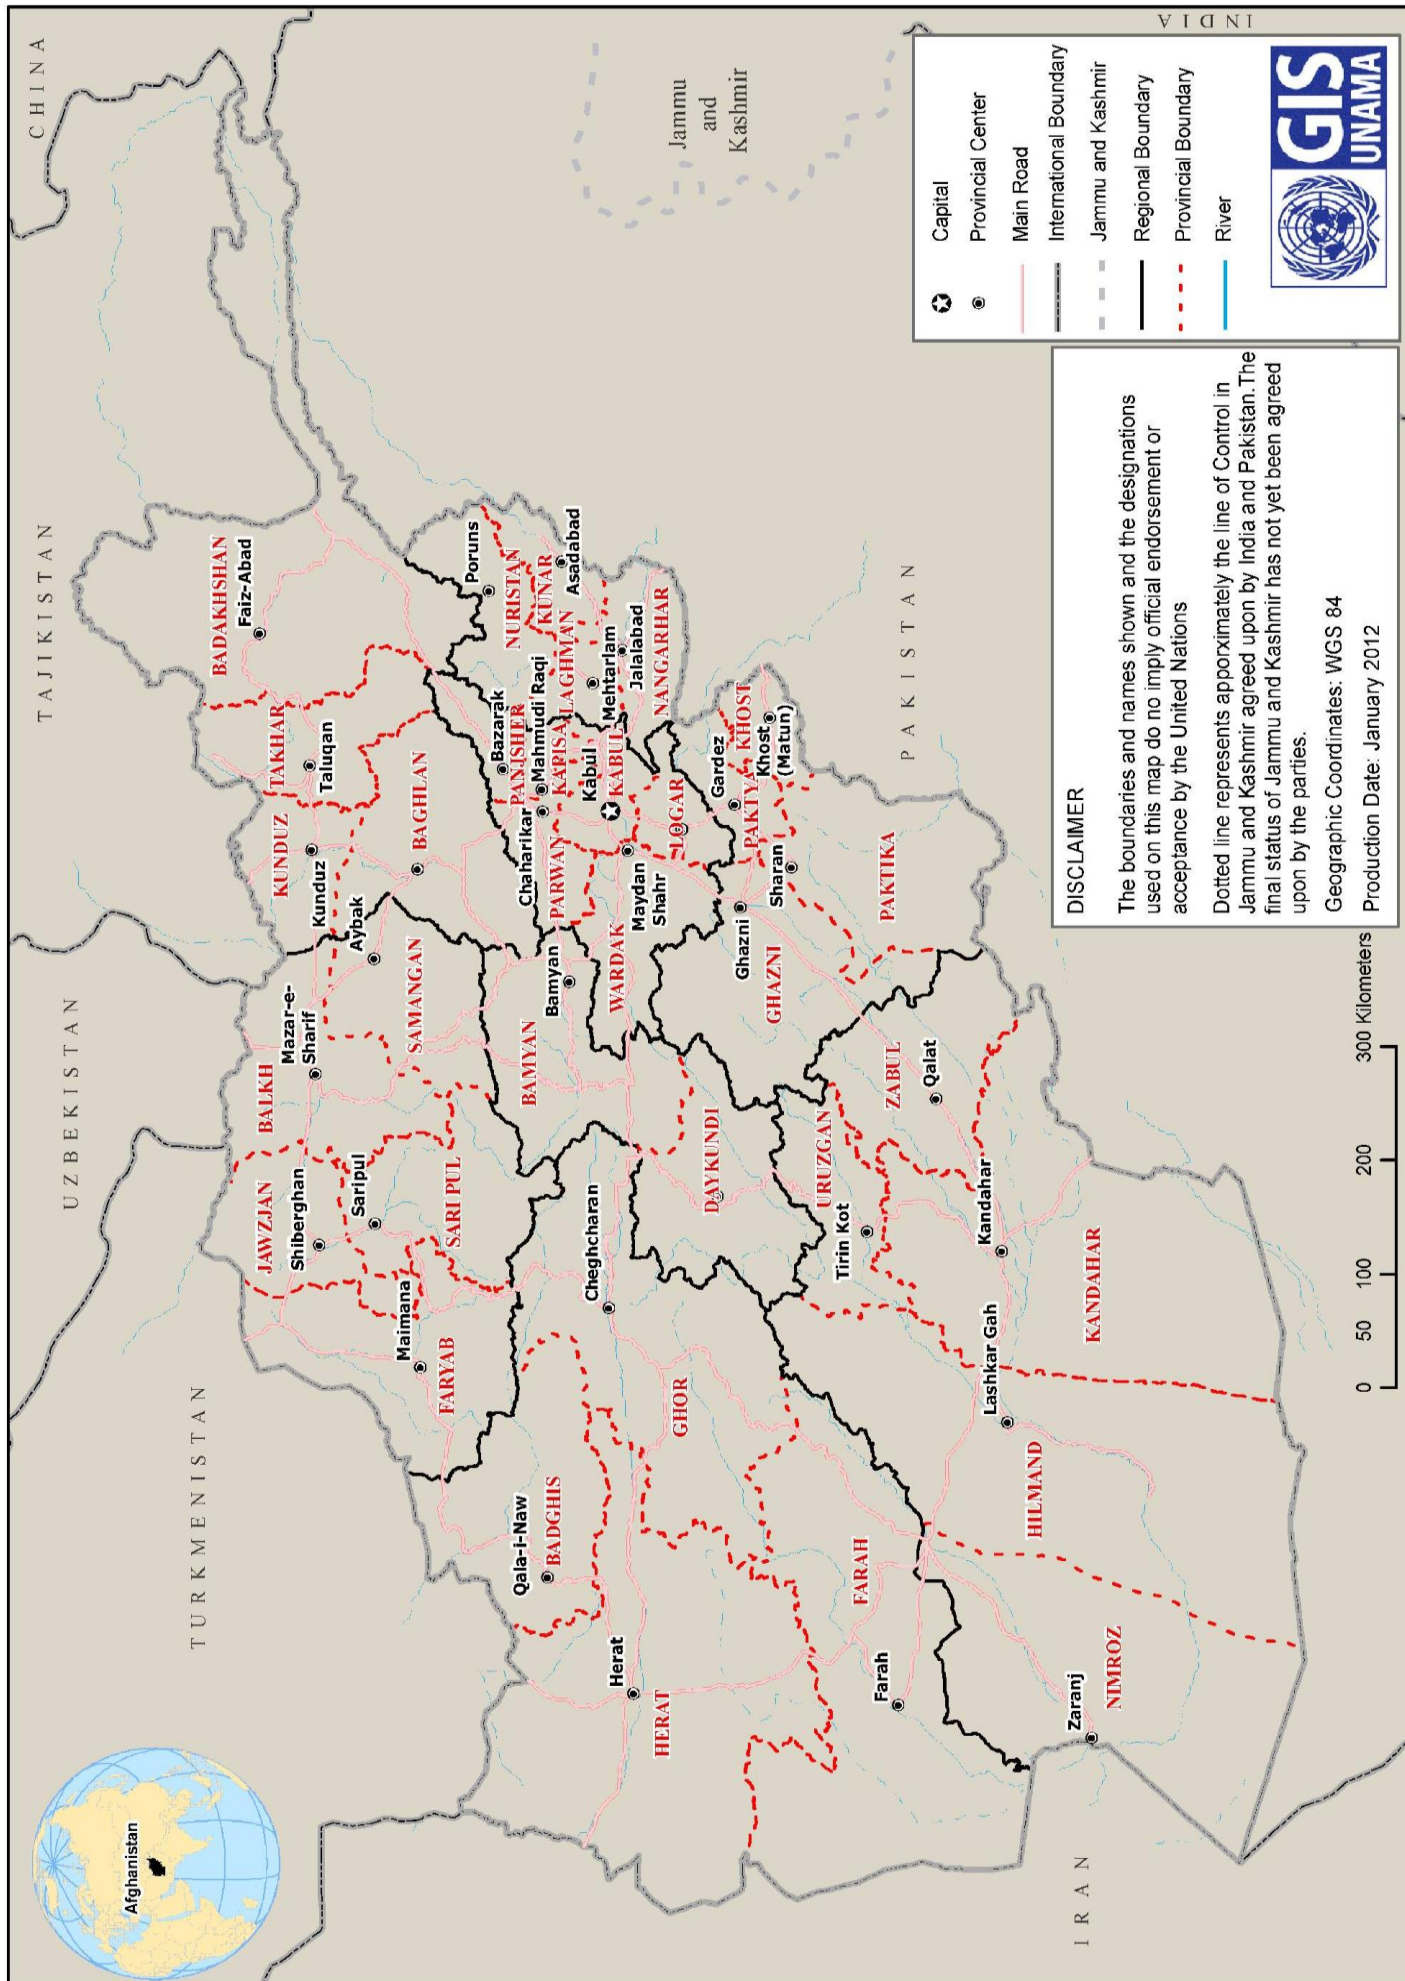 CHINA
TAJIKISTAN
UZBEKISTAN
TURKMENISTAN
IRAN
PAKISTAN
INDIA
Jammu
and
Kashmir
Afghanistan
BADAKHSHAN
Faiz-Abad
TAKHAR
Taluqan
KUNDUZ
Kunduz
BAGHLAN
Aybak
SAMANGAN
BALKH
Mazar-e-
Sharif
JAWZJAN
Shiberghan
Saripul
SARI PUL
Maimana
FARYAB
Qala-i-Naw
BADGHIS
Herat
HERAT
Cheghcharan
GHOR
Farah
FARAH
Zaranj
NIMROZ
Lashkar Gah
HILMAND
Kandahar
KANDAHAR
Tirin Kot
URUZGAN
DAYKUNDI
Qalat
ZABUL
BAMYAN
Bamyan
WARDAK
Maydan
Shahr
PARWAN
Chaharikar
PANJSHER
Bazarak
Mahmudi Raqi
KAPISA
Kabul
KABUL
LOGAR
Poruns
NURISTAN
KUNAR
Asadabad
LAGHMAN
Mehtarlam
Jalalabad
NANGARHAR
Gardez
PAKTYA
KHOST
Khost
(Matun)
Sharan
PAKTIKA
Ghazni
GHAZNI
0 50 100 200 300 Kilometers
DISCLAIMER
The boundaries and names shown and the designations
used on this map do no imply official endorsement or
acceptance by the United Nations
Dotted line represents apporximately the line of Control in
Jammu and Kashmir agreed upon by India and Pakistan.The
final status of Jammu and Kashmir has not yet been agreed
upon by the parties.
Geographic Coordinates: WGS 84
Production Date: January 2012
Capital
Provincial Center
Main Road
International Boundary
Jammu and Kashmir
Regional Boundary
Provincial Boundary
River
GIS
UNAMA